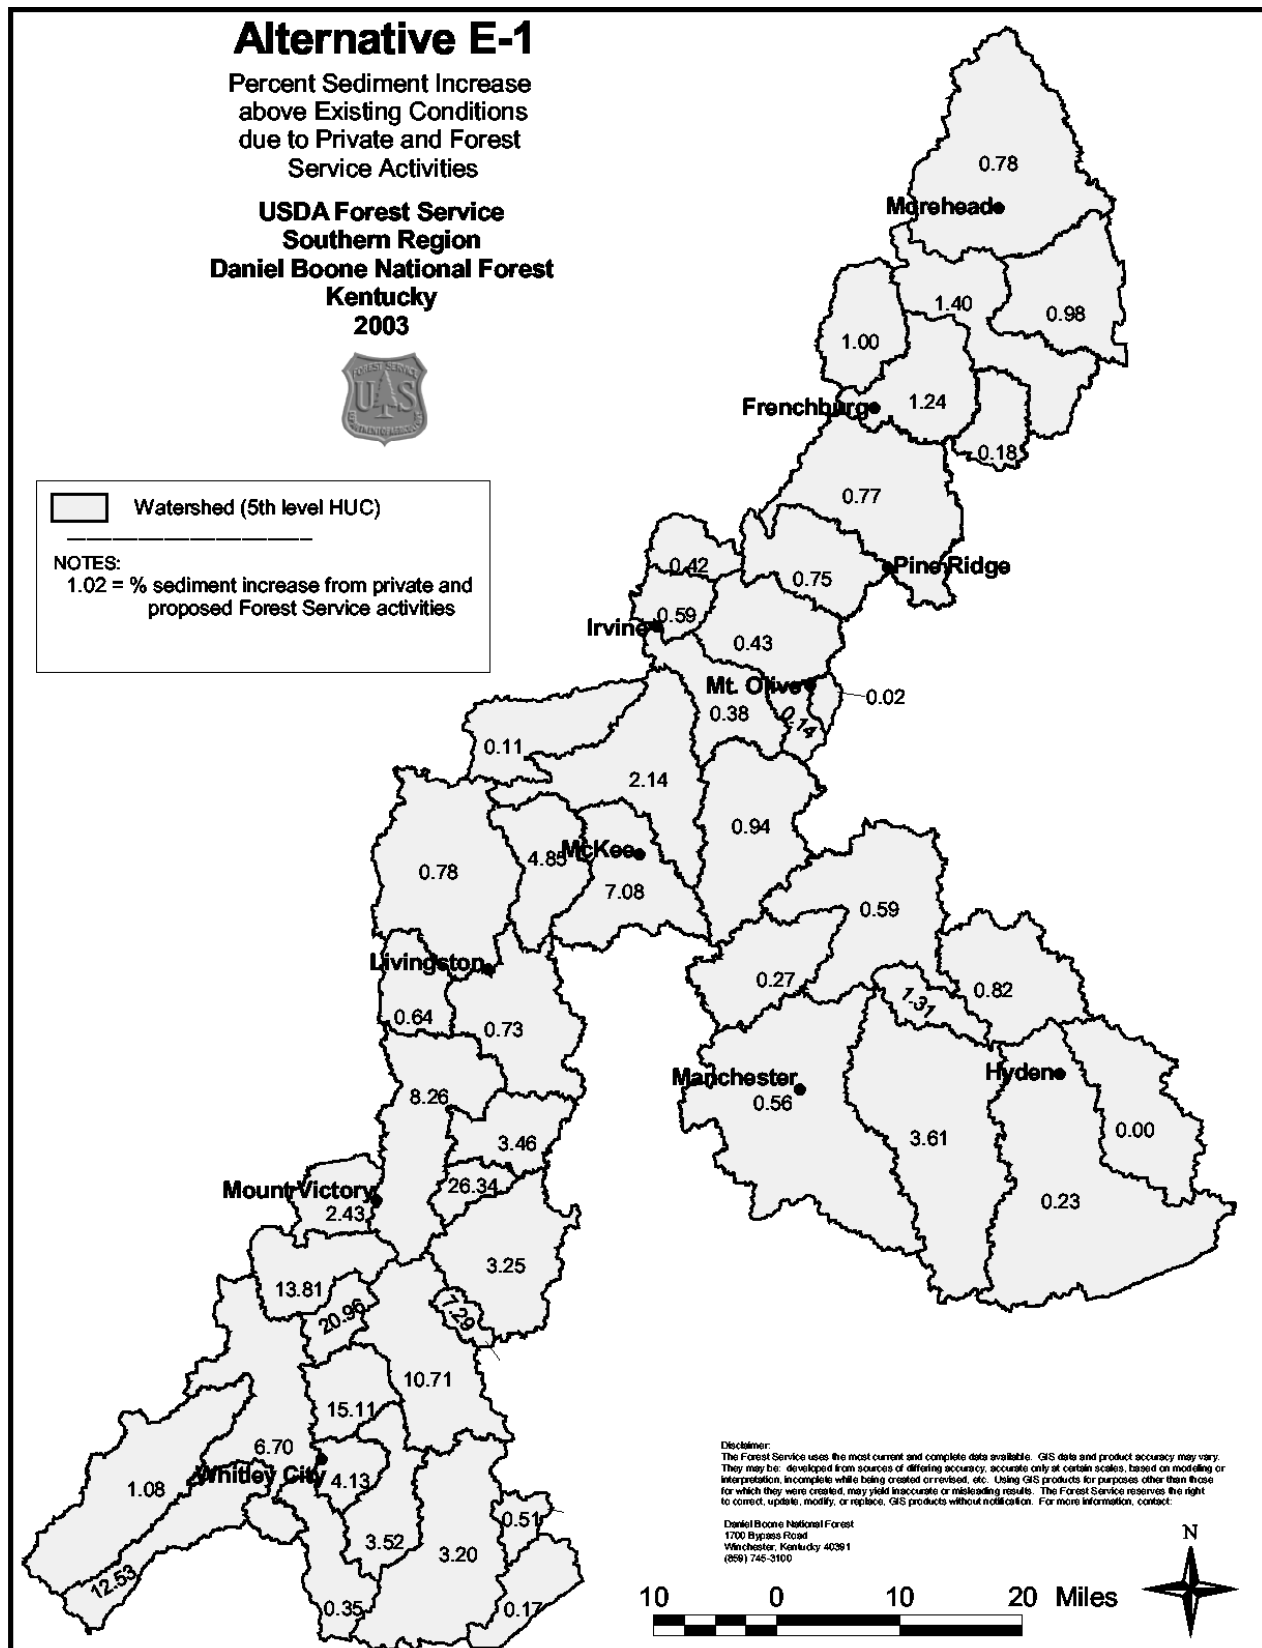 Alternative E-1
Percent Sediment Increase
above Existing Conditions
due to Private and Forest
Service Activities
USDA Forest Service
Southern Region
Daniel Boone National Forest
Kentucky
2003
FOREST SERVICE
U S
DEPARTMENT OF AGRICULTURE
Watershed (5th level HUC)
NOTES:
1.02 = % sediment increase from private and
proposed Forest Service activities
0.78
Morehead
1.40
0.98
1.00
Frenchburg
1.24
0.18
0.77
0.42
0.75
Pine Ridge
0.59
Irvine
0.43
Mt. Olive
0.02
0.38
0.14
0.11
2.14
0.94
4.85
McKee
0.78
7.08
0.59
Livingston
0.27
0.82
1.31
0.64
0.73
Manchester
0.56
Hyden
8.26
3.61
0.00
3.46
Mount Victory
26.34
2.43
0.23
3.25
13.81
20.96
7.29
10.71
15.11
6.70
Whitley City
4.13
1.08
3.52
0.51
3.20
12.53
0.35
0.17
Disclaimer:
The Forest Service uses the most current and complete data available. GIS data and product accuracy may vary.
They may be: developed from sources of differing accuracy, accurate only at certain scales, based on modeling or
interpretation, incomplete while being created or revised, etc. Using GIS products for purposes other than those
for which they were created, may yield inaccurate or misleading results. The Forest Service reserves the right
to correct, update, modify, or replace, GIS products without notification. For more information, contact:
Daniel Boone National Forest
1700 Bypass Road
Winchester, Kentucky 40391
(859) 745-3100
N
10 0 10 20 Miles